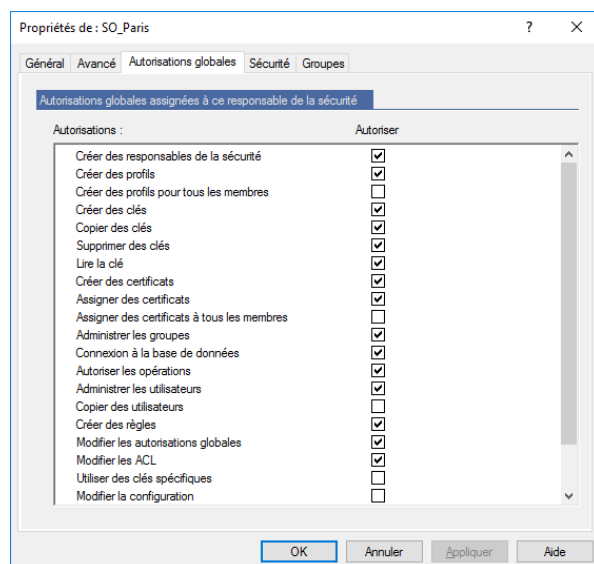 Propriétés de : SO_Paris
Général Avancé Autorisations globales Sécurité Groupes
Autorisations globales assignées à ce responsable de la sécurité
Autorisations : Autoriser
Créer des responsables de la sécurité
Créer des profils
Créer des profils pour tous les membres
Créer des clés
Copier des clés
Supprimer des clés
Lire la clé
Créer des certificats
Assigner des certificats
Assigner des certificats à tous les membres
Administrer les groupes
Connexion à la base de données
Autoriser les opérations
Administrer les utilisateurs
Copier des utilisateurs
Créer des règles
Modifier les autorisations globales
Modifier les ACL
Utiliser des clés spécifiques
Modifier la configuration
OK Annuler Appliquer Aide